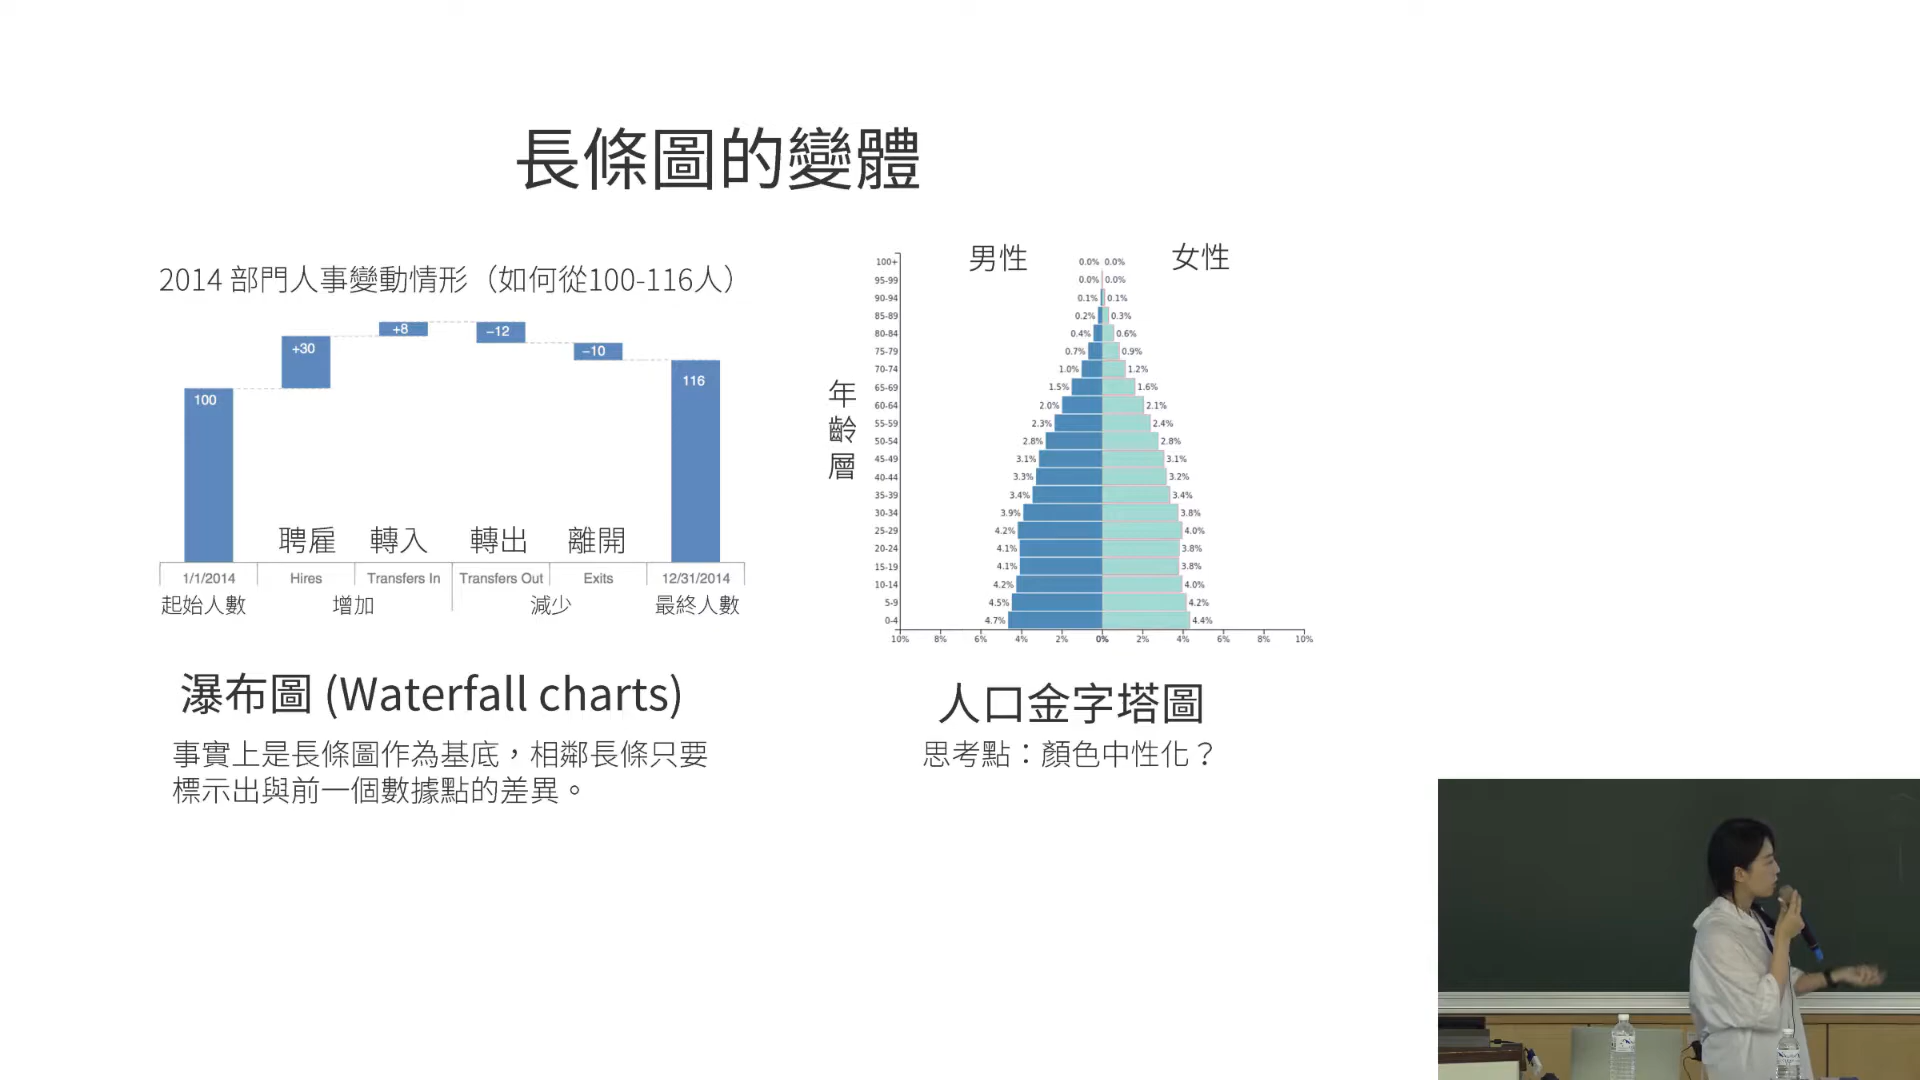 長條圖的變體
2014 部門人事變動情形（如何從100-116人）
100
+30
+8
−12
−10
116
聘雇 轉入 轉出 離開
1/1/2014 Hires Transfers In Transfers Out Exits 12/31/2014
起始人數 增加 減少 最終人數
瀑布圖 (Waterfall charts)
事實上是長條圖作為基底，相鄰長條只要
標示出與前一個數據點的差異。
男性 女性
年齡層
100+ 0.0% 0.0%
95-99 0.0% 0.0%
90-94 0.1% 0.1%
85-89 0.2% 0.3%
80-84 0.4% 0.6%
75-79 0.7% 0.9%
70-74 1.0% 1.2%
65-69 1.5% 1.6%
60-64 2.0% 2.1%
55-59 2.3% 2.4%
50-54 2.8% 2.8%
45-49 3.1% 3.1%
40-44 3.3% 3.2%
35-39 3.4% 3.4%
30-34 3.9% 3.8%
25-29 4.2% 4.0%
20-24 4.1% 3.8%
15-19 4.1% 3.8%
10-14 4.2% 4.0%
5-9 4.5% 4.2%
0-4 4.7% 4.4%
10% 8% 6% 4% 2% 0% 2% 4% 6% 8% 10%
人口金字塔圖
思考點：顏色中性化？